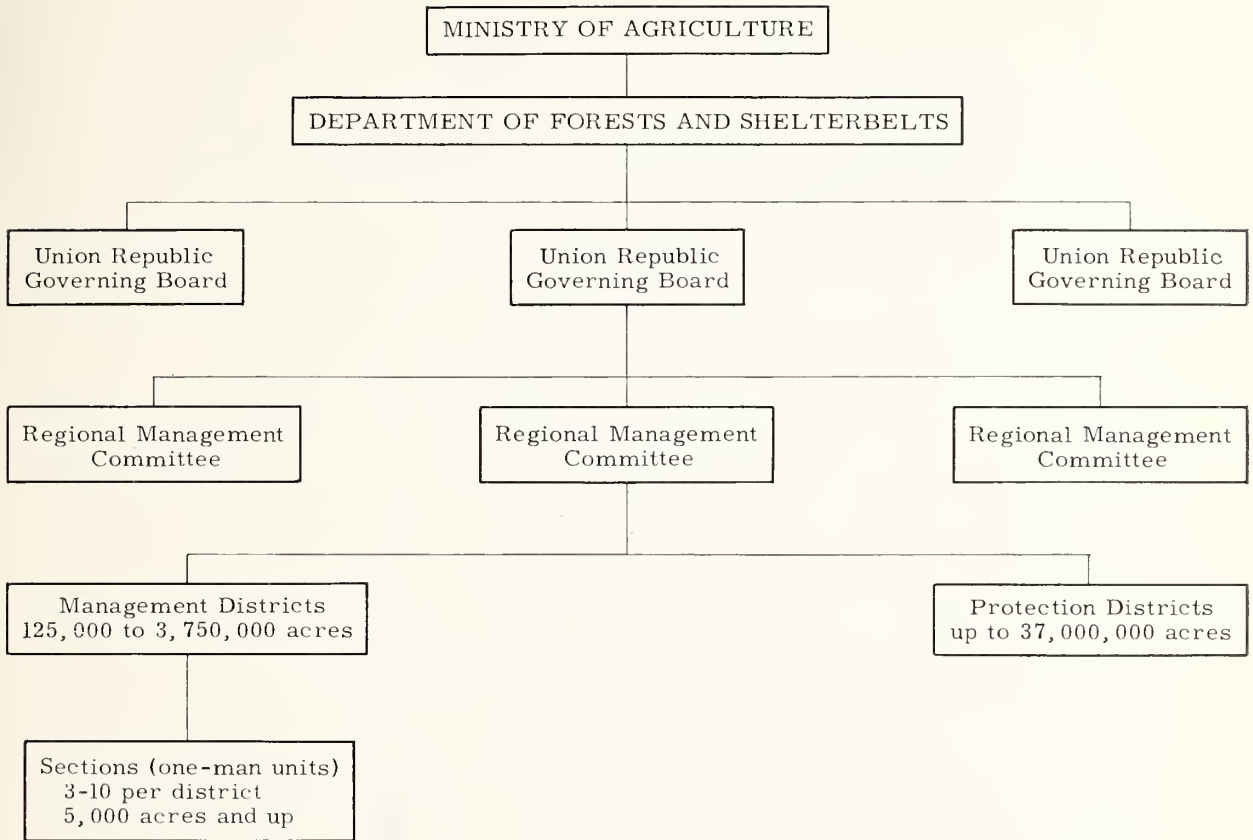 MINISTRY OF AGRICULTURE
DEPARTMENT OF FORESTS AND SHELTERBELTS
Union Republic
Governing Board
Union Republic
Governing Board
Union Republic
Governing Board
Regional Management
Committee
Regional Management
Committee
Regional Management
Committee
Management Districts
125,000 to 3,750,000 acres
Protection Districts
up to 37,000,000 acres
Sections (one-man units)
3-10 per district
5,000 acres and up